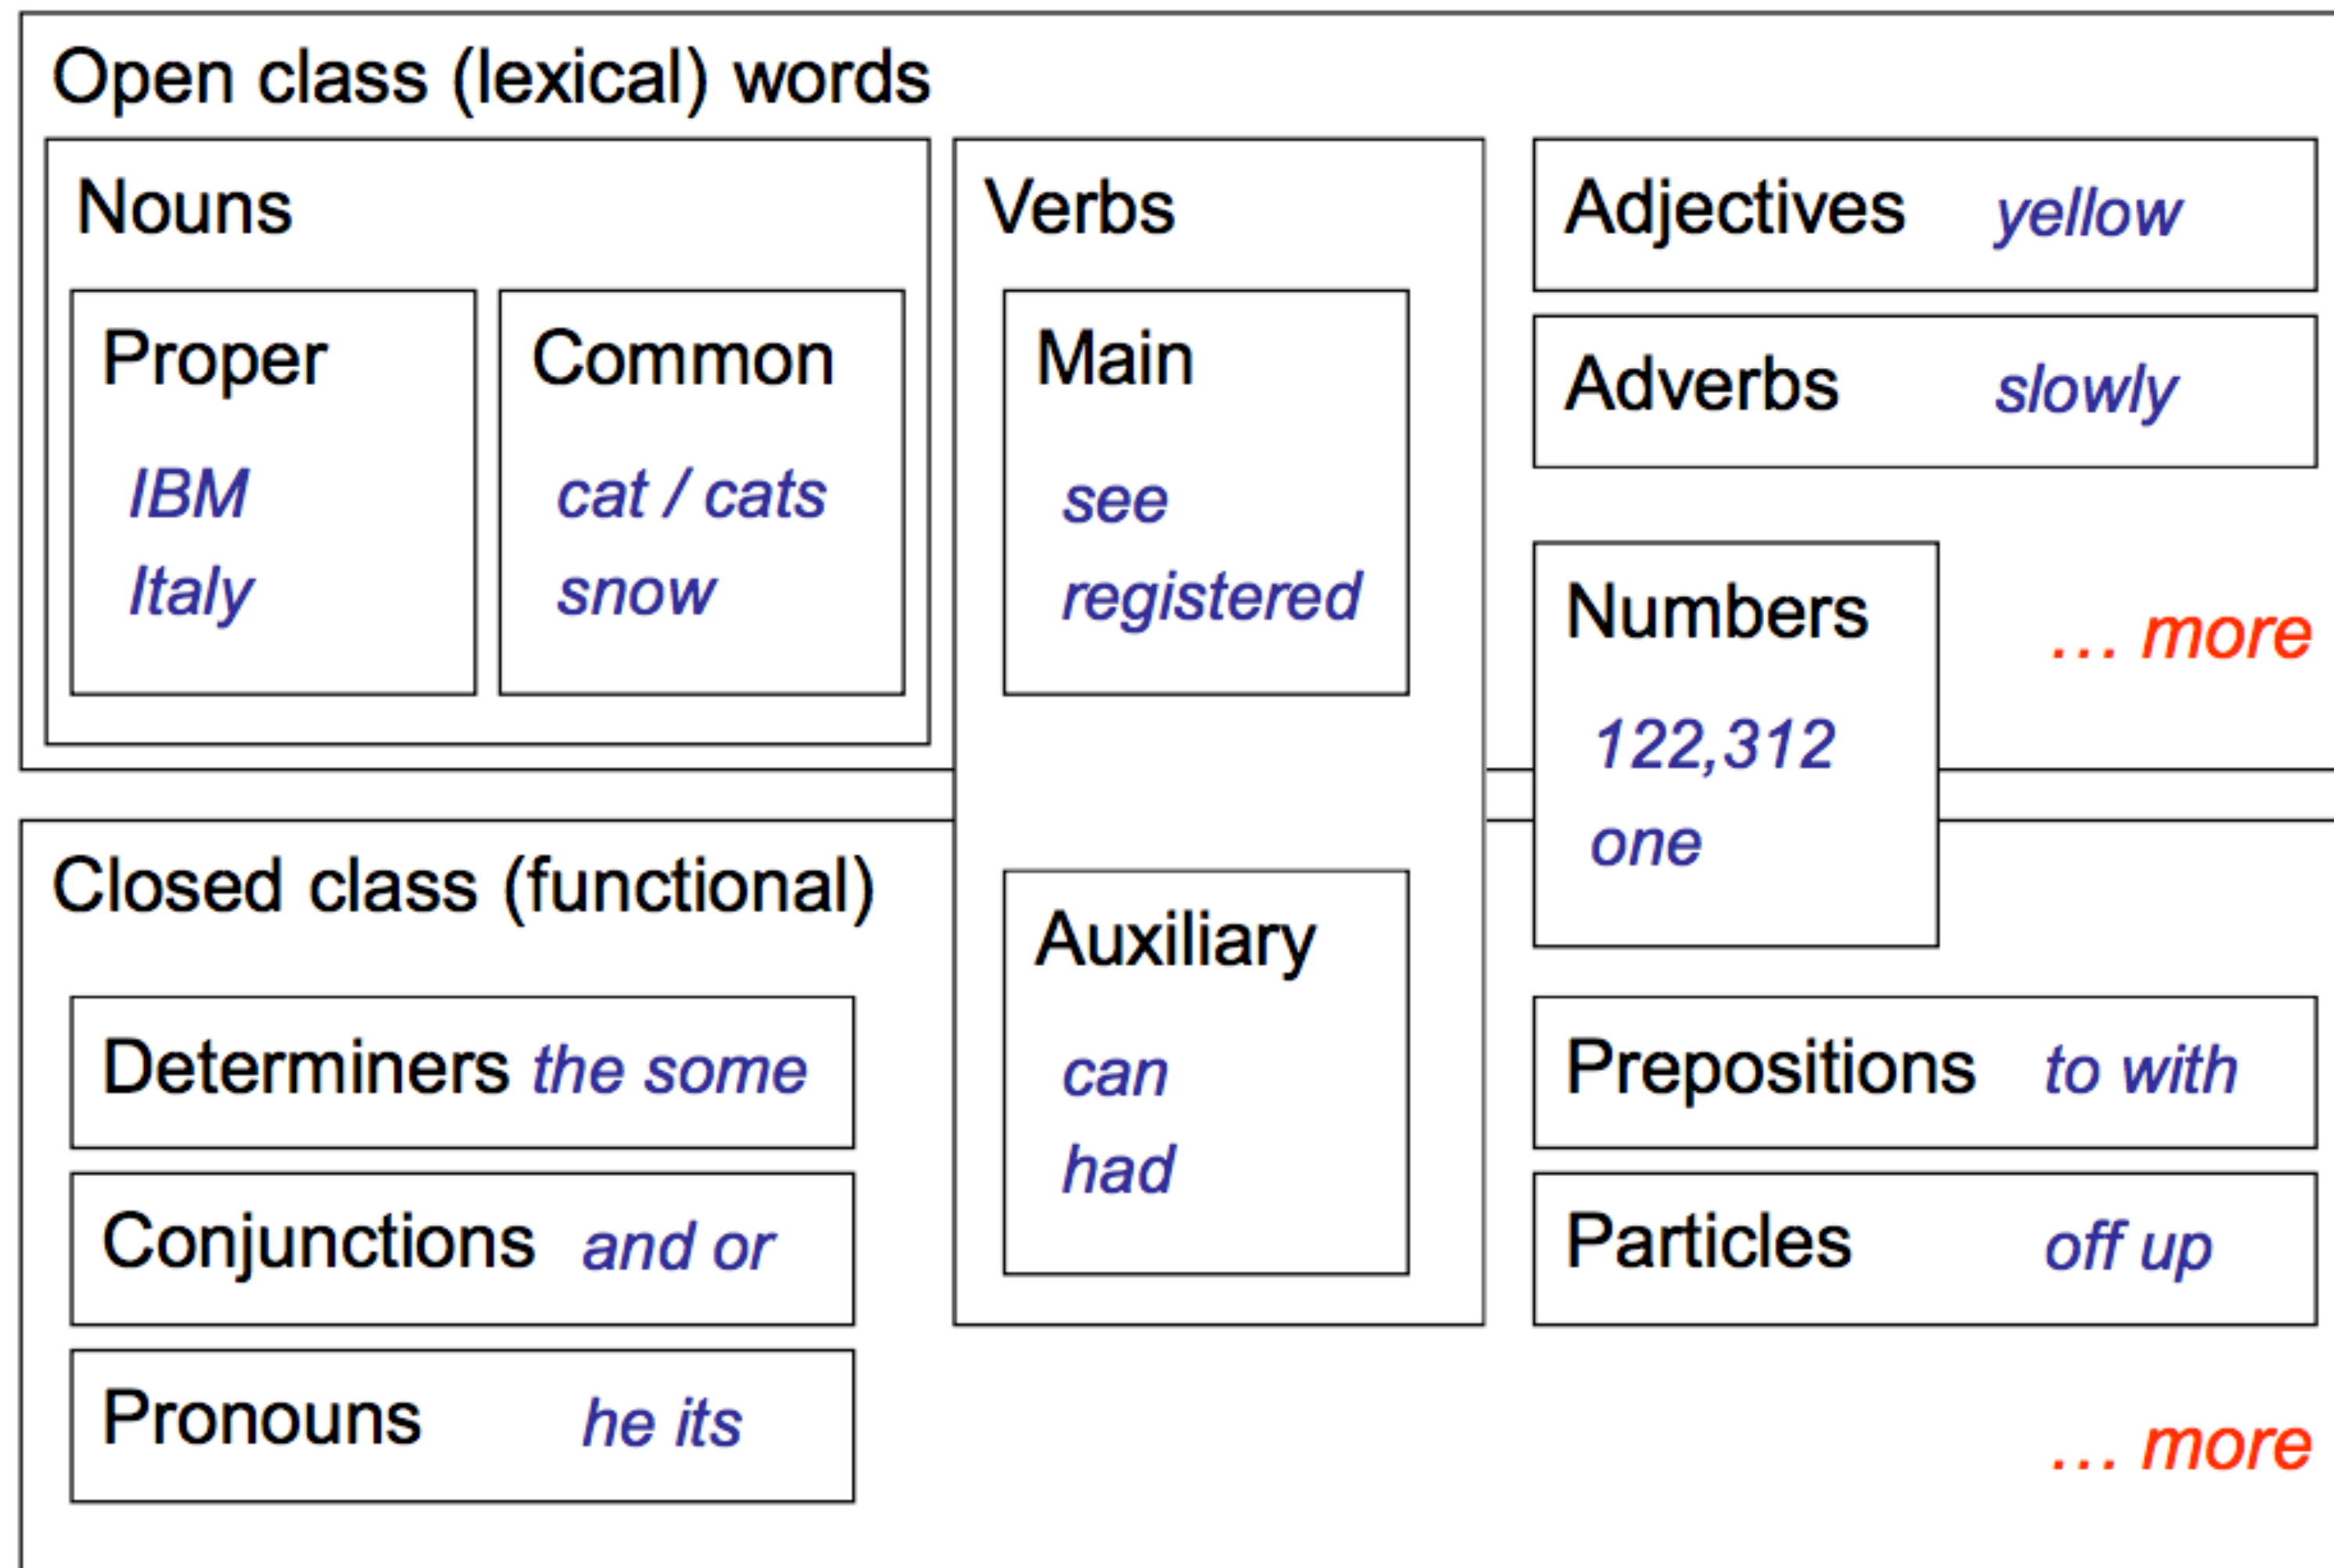 Open class (lexical) words
Nouns
Proper
IBM
Italy
Common
cat / cats
snow
Verbs
Main
see
registered
Adjectives yellow
Adverbs slowly
Numbers
122,312
one
… more
Closed class (functional)
Determiners the some
Conjunctions and or
Pronouns he its
Auxiliary
can
had
Prepositions to with
Particles off up
… more